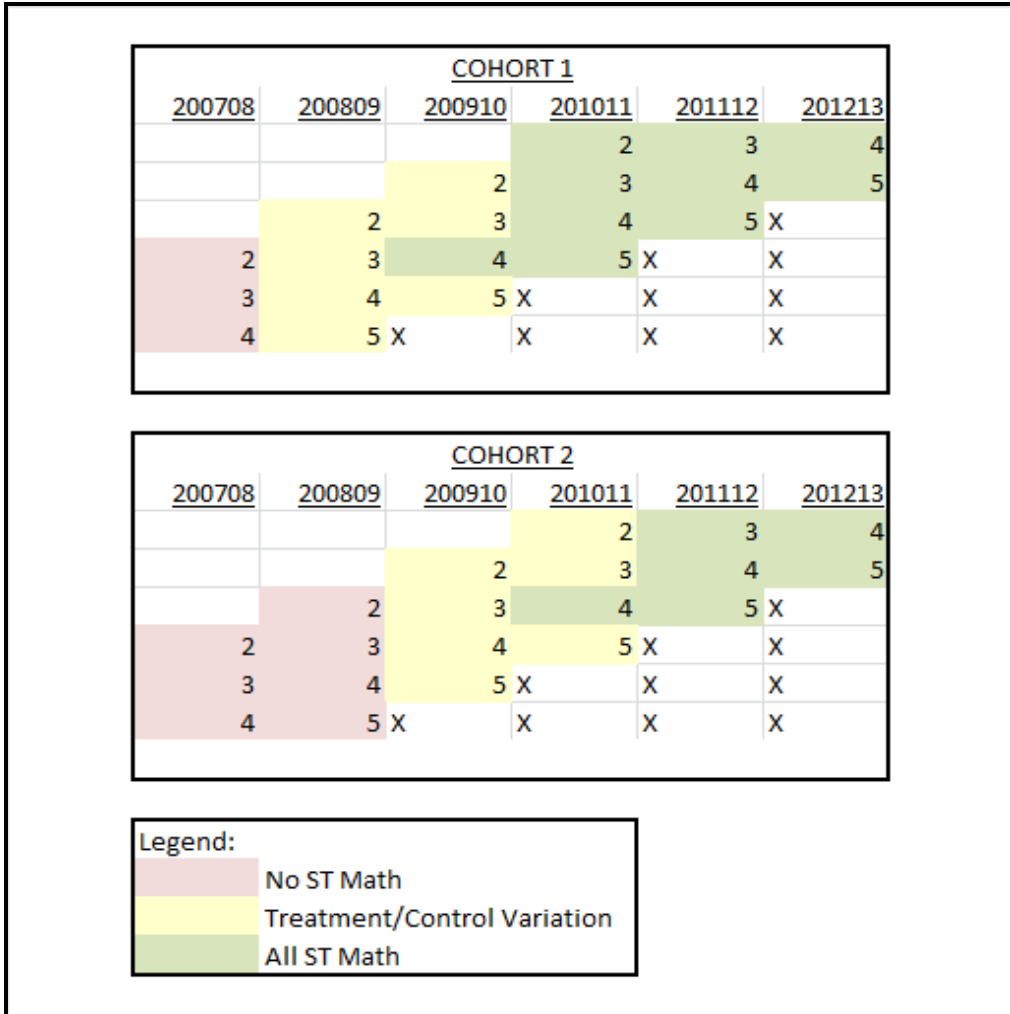 COHORT 1
200708 200809 200910 201011 201112 201213
2 3 4
2 3 4 5
2 3 4 5 X
2 3 4 5 X X
3 4 5 X X X
4 5 X X X X
COHORT 2
200708 200809 200910 201011 201112 201213
2 3 4
2 3 4 5
2 3 4 5 X
2 3 4 5 X X
3 4 5 X X X
4 5 X X X X
Legend:
No ST Math
Treatment/Control Variation
All ST Math